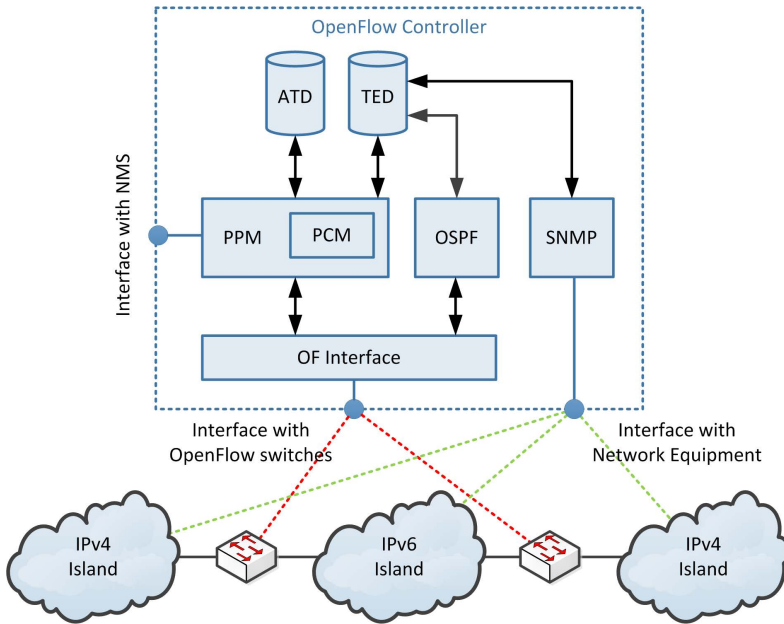 OpenFlow Controller
ATD
TED
Interface with NMS
PPM
PCM
OSPF
SNMP
OF Interface
Interface with
OpenFlow switches
Interface with
Network Equipment
IPv4
Island
IPv6
Island
IPv4
Island